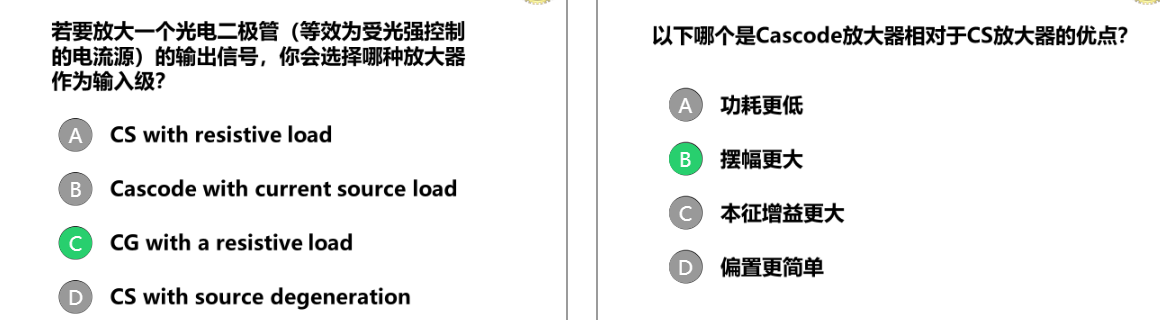 若要放大一个光电二极管（等效为受光强控制
的电流源）的输出信号，你会选择哪种放大器
作为输入级？
A CS with resistive load
B Cascode with current source load
C CG with a resistive load
D CS with source degeneration
以下哪个是Cascode放大器相对于CS放大器的优点？
A 功耗更低
B 摆幅更大
C 本征增益更大
D 偏置更简单